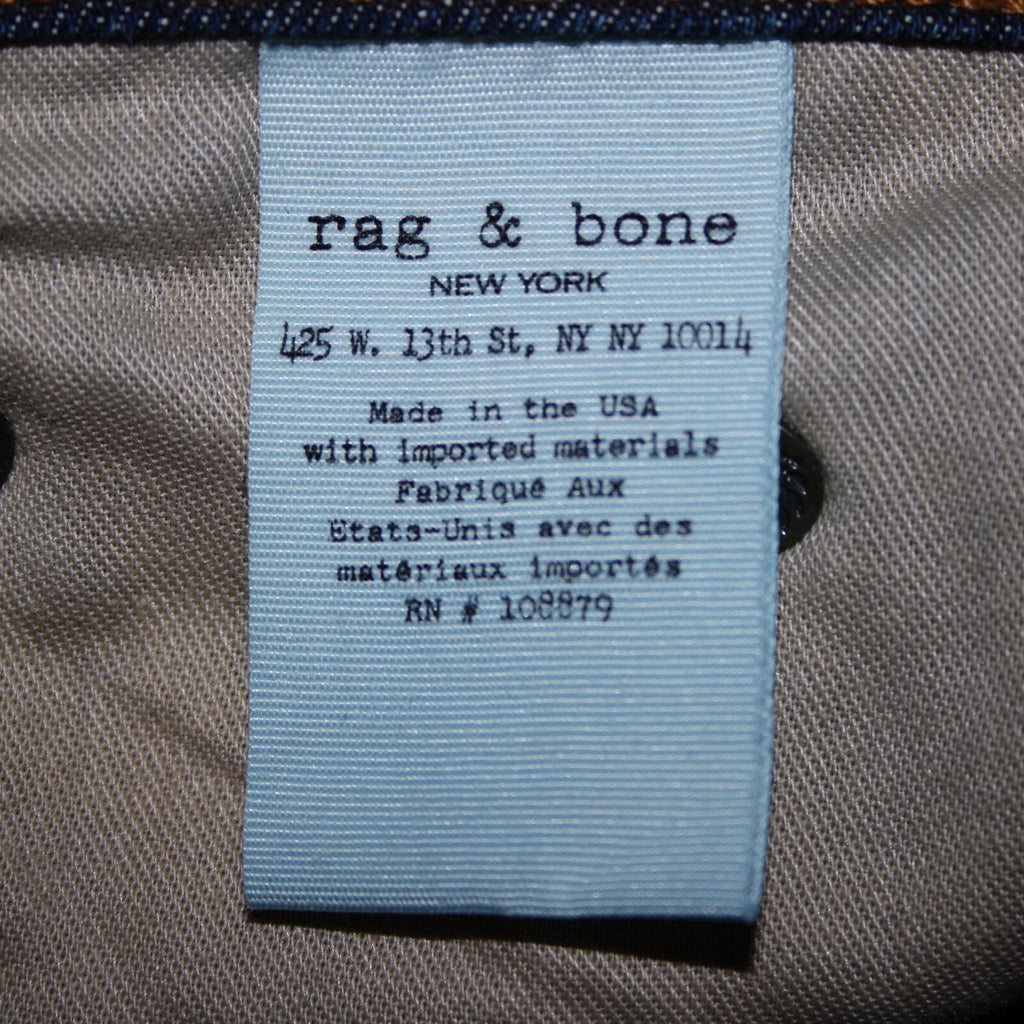 rag & bone
NEW YORK
425 W. 13th St, NY NY 10014
Made in the USA
with imported materials
Fabriqué Aux
Etats-Unis avec des
matériaux importés
RN # 108879